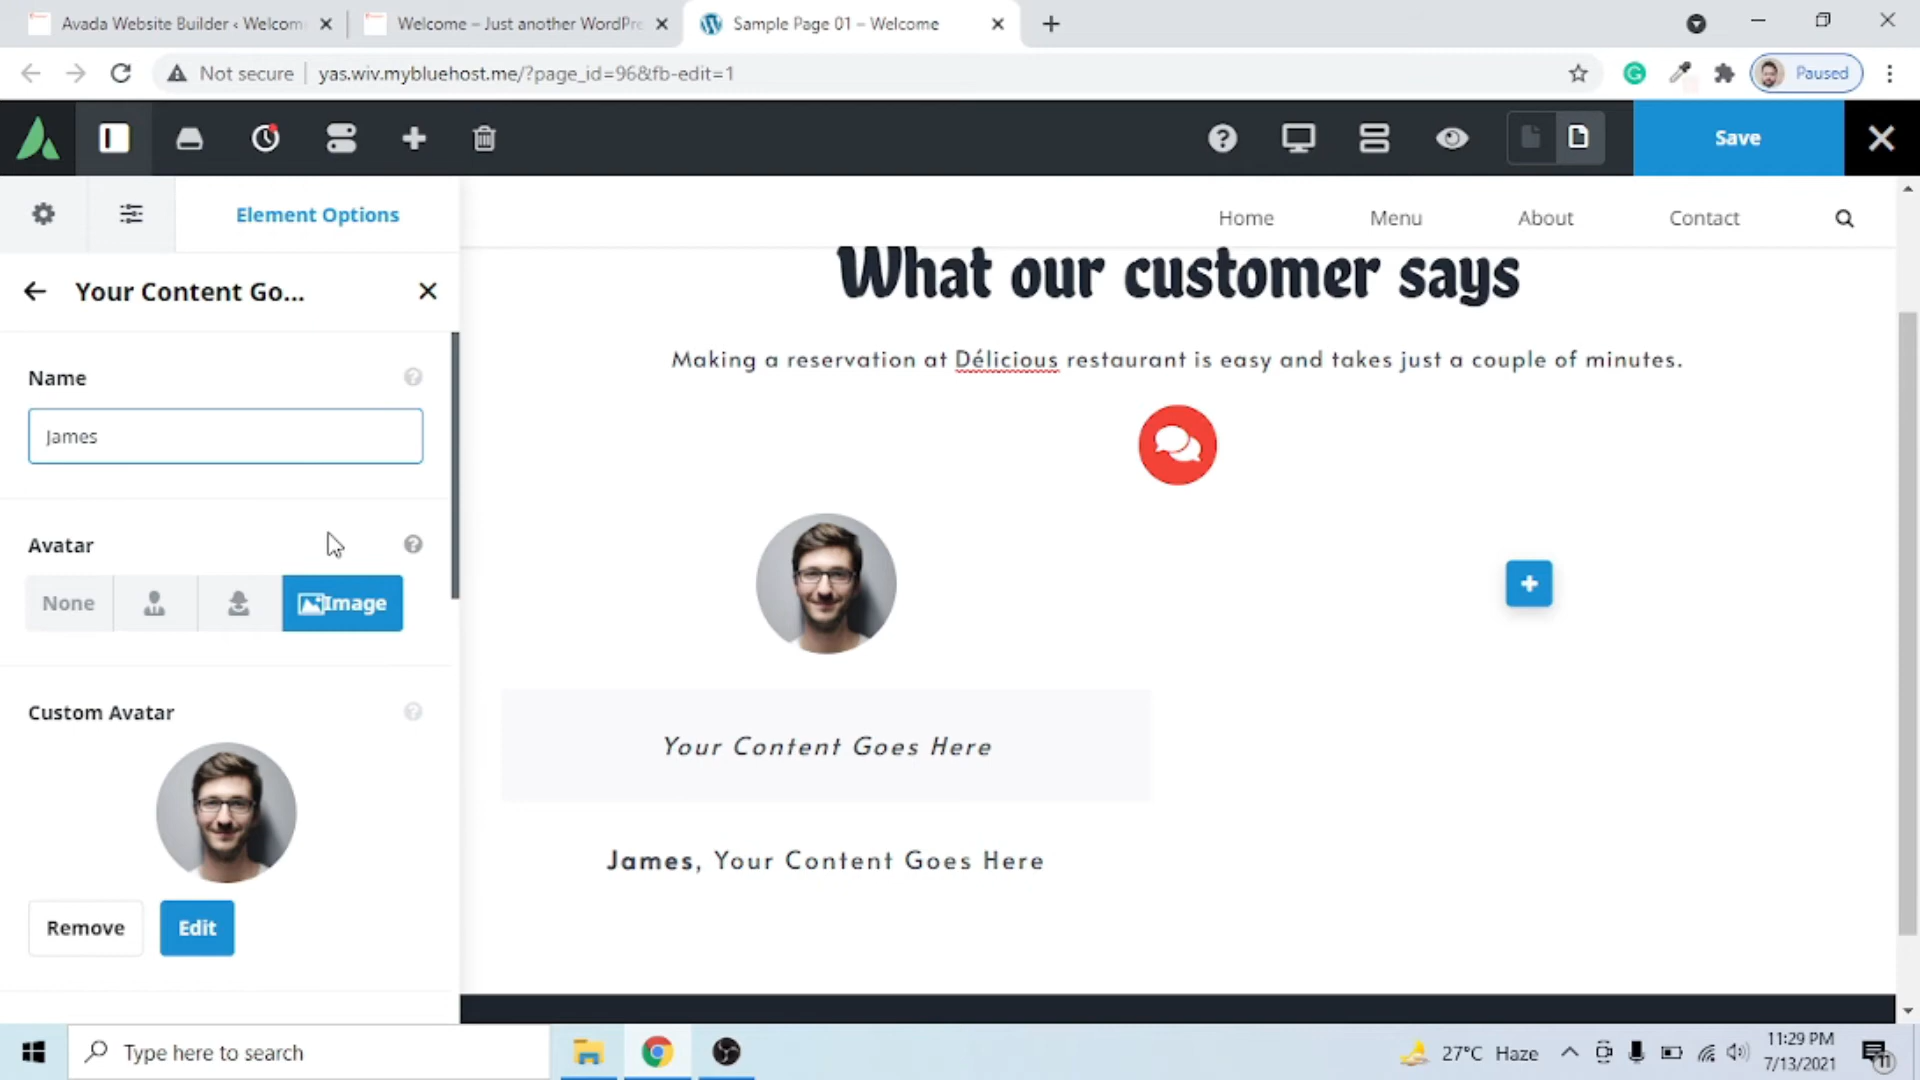 Avada Website Builder ‹ Welcom
Welcome – Just another WordPre
Sample Page 01 – Welcome
Not secure
yas.wiv.mybluehost.me/?page_id=96&fb-edit=1
Paused
Save
Element Options
Home
Menu
About
Contact
Your Content Go...
What our customer says
Name
James
Making a reservation at Délicious restaurant is easy and takes just a couple of minutes.
Avatar
None
Image
Custom Avatar
Remove
Edit
Your Content Goes Here
James, Your Content Goes Here
Type here to search
27°C Haze
11:29 PM
7/13/2021
11